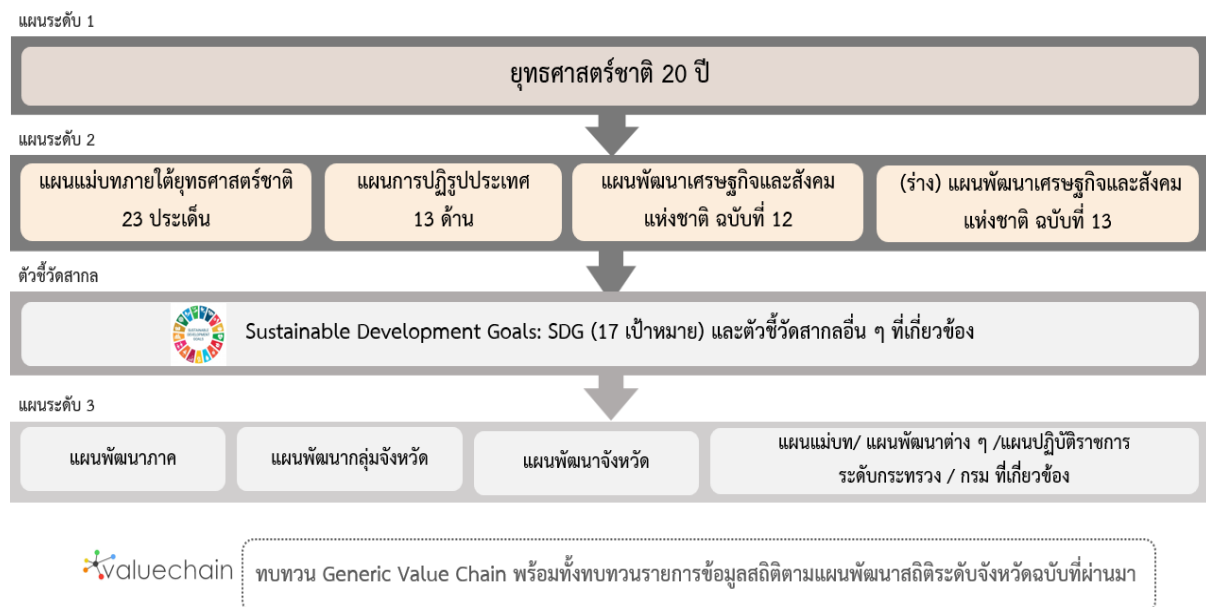 แผนระดับ 1
ยุทธศาสตร์ชาติ 20 ปี
แผนระดับ 2
แผนแม่บทภายใต้ยุทธศาสตร์ชาติ
23 ประเด็น
แผนการปฏิรูปประเทศ
13 ด้าน
แผนพัฒนาเศรษฐกิจและสังคม
แห่งชาติ ฉบับที่ 12
(ร่าง) แผนพัฒนาเศรษฐกิจและสังคม
แห่งชาติ ฉบับที่ 13
ตัวชี้วัดสากล
SUSTAINABLE
DEVELOPMENT
GOALS
Sustainable Development Goals: SDG (17 เป้าหมาย) และตัวชี้วัดสากลอื่น ๆ ที่เกี่ยวข้อง
แผนระดับ 3
แผนพัฒนาภาค
แผนพัฒนากลุ่มจังหวัด
แผนพัฒนาจังหวัด
แผนแม่บท/ แผนพัฒนาต่าง ๆ /แผนปฏิบัติราชการ
ระดับกระทรวง / กรม ที่เกี่ยวข้อง
valuechain
ทบทวน Generic Value Chain พร้อมทั้งทบทวนรายการข้อมูลสถิติตามแผนพัฒนาสถิติระดับจังหวัดฉบับที่ผ่านมา